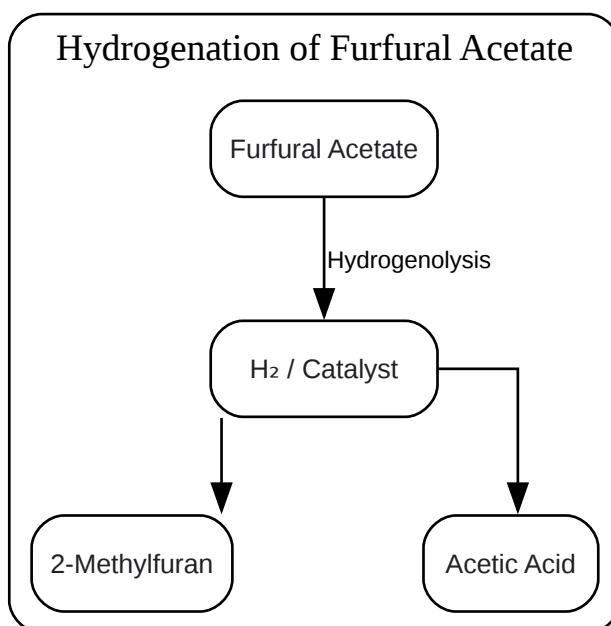 Hydrogenation of Furfural Acetate
Furfural Acetate
Hydrogenolysis
H₂ / Catalyst
2-Methylfuran
Acetic Acid